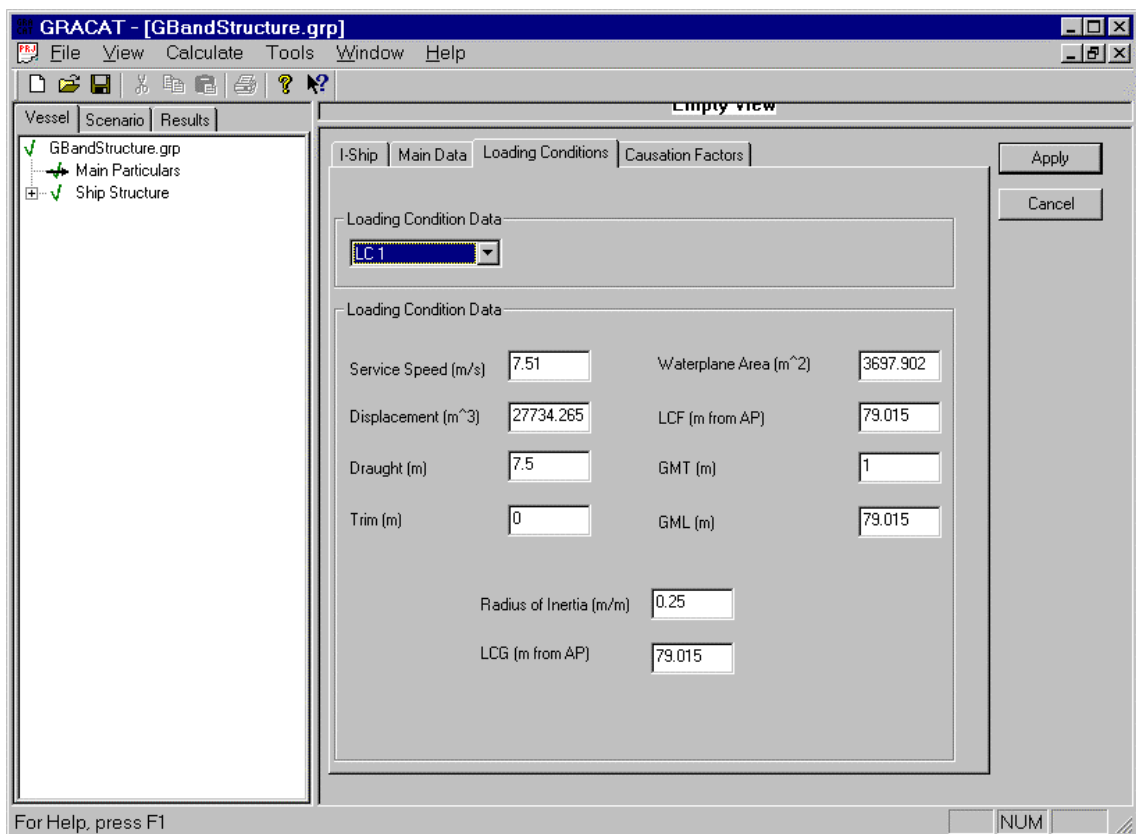 GRACAT - [GBandStructure.grp]
PRJ File View Calculate Tools Window Help
Vessel Scenario Results
Empty View
GBandStructure.grp
Main Particulars
Ship Structure
I-Ship Main Data Loading Conditions Causation Factors
Apply
Cancel
Loading Condition Data
LC 1
Loading Condition Data
Service Speed (m/s) 7.51 Waterplane Area (m^2) 3697.902
Displacement (m^3) 27734.265 LCF (m from AP) 79.015
Draught (m) 7.5 GMT (m) 1
Trim (m) 0 GML (m) 79.015
Radius of Inertia (m/m) 0.25
LCG (m from AP) 79.015
For Help, press F1 NUM